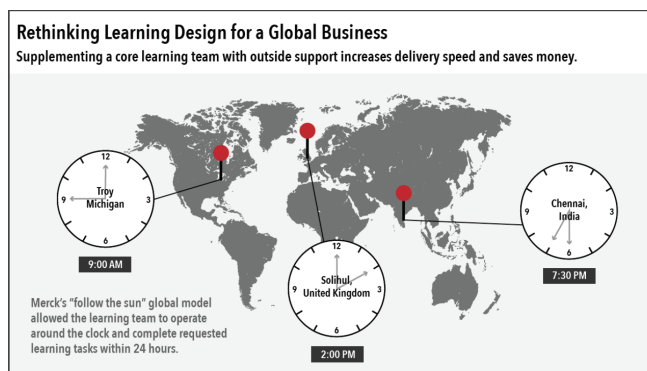 Rethinking Learning Design for a Global Business
Supplementing a core learning team with outside support increases delivery speed and saves money.
12
Troy
Michigan
9
3
6
9:00 AM
12
Solihul,
United Kingdom
9
3
6
2:00 PM
12
Chennai,
India
9
3
6
7:30 PM
Merck's "follow the sun" global model
allowed the learning team to operate
around the clock and complete requested
learning tasks within 24 hours.